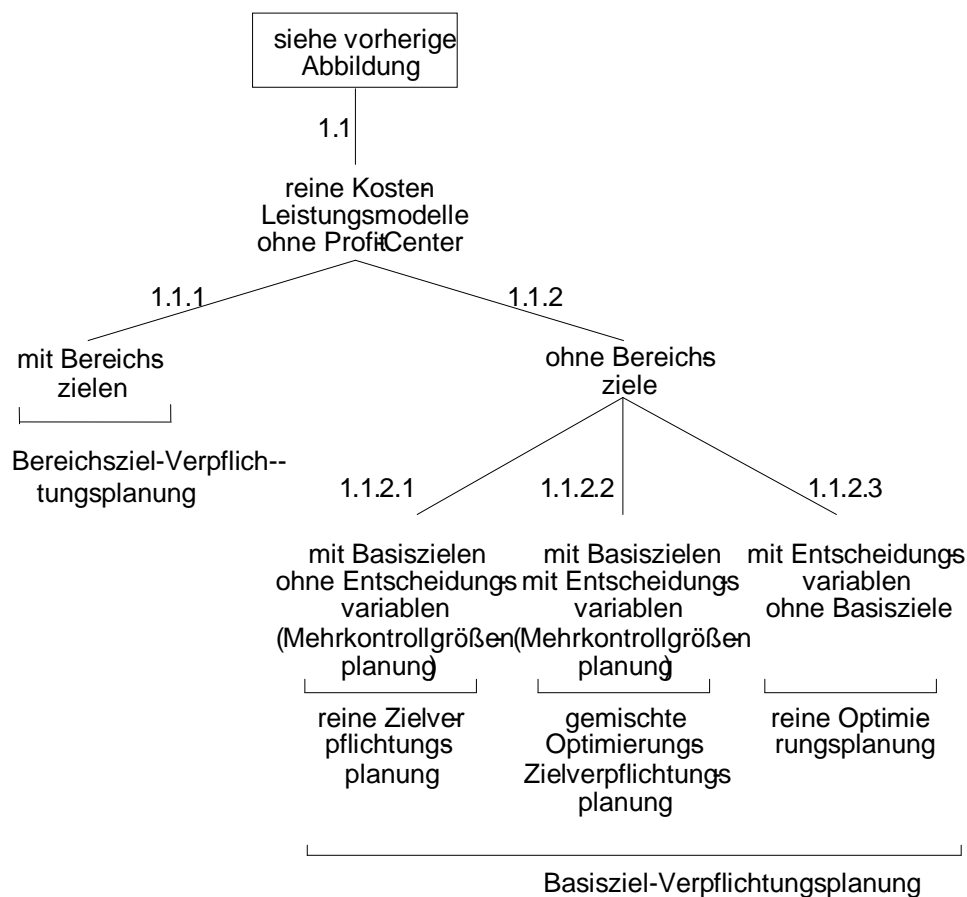 siehe vorherige
Abbildung
1.1
reine Kosten-
Leistungsmodelle
ohne Profit-Center
1.1.1
1.1.2
mit Bereichs-
zielen
ohne Bereichs-
ziele
Bereichsziel-Verpflich--
tungsplanung
1.1.2.1
1.1.2.2
1.1.2.3
mit Basiszielen
ohne Entscheidungs-
variablen
(Mehrkontrollgrößen-
planung)
mit Basiszielen
mit Entscheidungs-
variablen
(Mehrkontrollgrößen-
planung)
mit Entscheidungs-
variablen
ohne Basisziele
reine Zielver-
pflichtungs-
planung
gemischte
Optimierungs-
Zielverpflichtungs-
planung
reine Optimie
rungsplanung
Basisziel-Verpflichtungsplanung